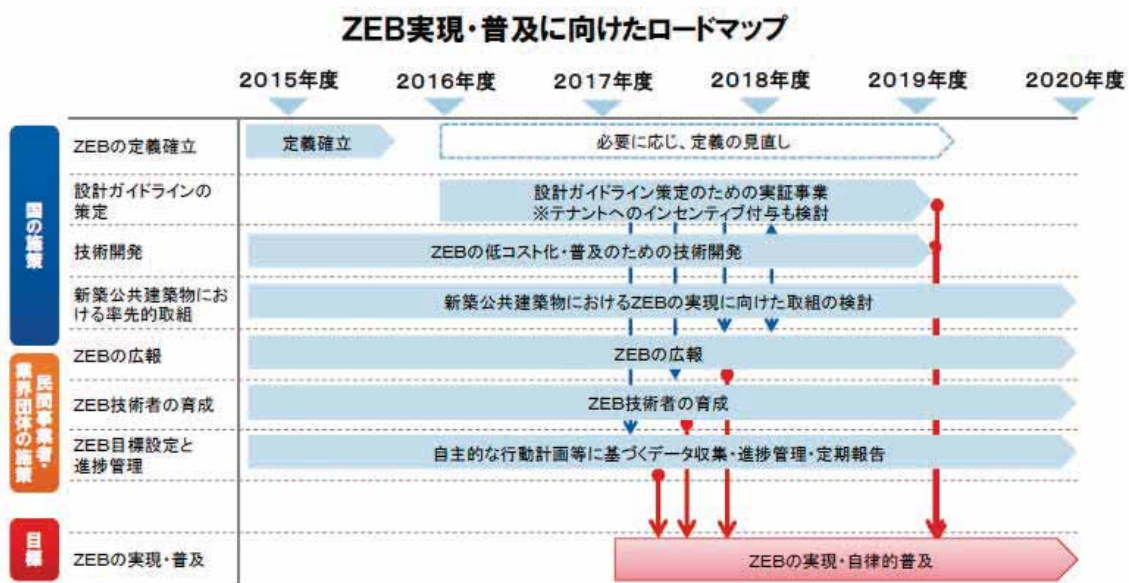 ZEB実現・普及に向けたロードマップ
2015年度 2016年度 2017年度 2018年度 2019年度 2020年度
国の施策
ZEBの定義確立
定義確立
必要に応じ、定義の見直し
設計ガイドラインの
策定
設計ガイドライン策定のための実証事業
※テナントへのインセンティブ付与も検討
技術開発
ZEBの低コスト化・普及のための技術開発
新築公共建築物にお
ける率先的取組
新築公共建築物におけるZEBの実現に向けた取組の検討
民間事業者・
業界団体の施策
ZEBの広報
ZEBの広報
ZEB技術者の育成
ZEB技術者の育成
ZEB目標設定と
進捗管理
自主的な行動計画等に基づくデータ収集・進捗管理・定期報告
目標
ZEBの実現・普及
ZEBの実現・自律的普及